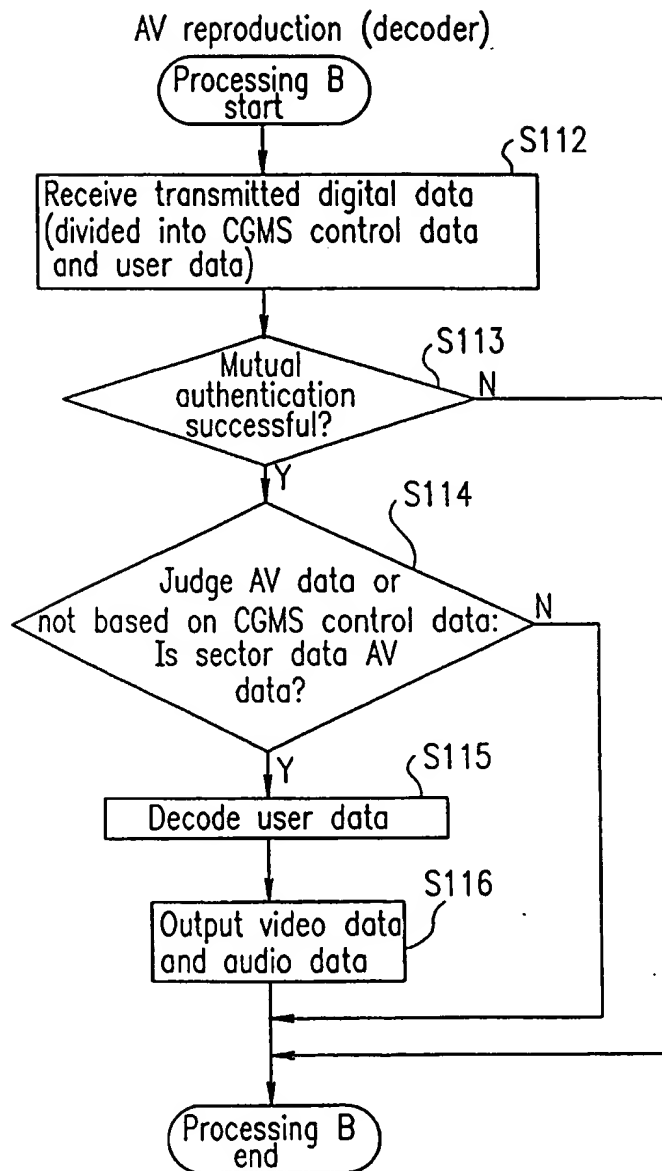 AV reproduction (decoder)
Processing B
start
S112
Receive transmitted digital data
(divided into CGMS control data
and user data)
S113
Mutual
authentication
successful?
N
Y
S114
Judge AV data or
not based on CGMS control data:
Is sector data AV
data?
N
Y
S115
Decode user data
S116
Output video data
and audio data
Processing B
end